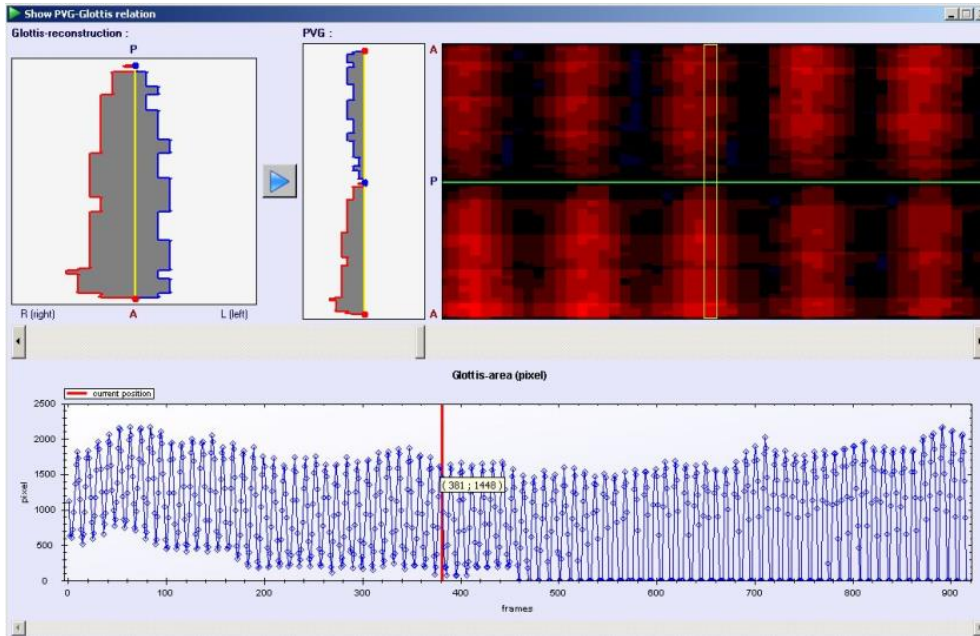 Show PVG-Glottis relation
Glottis-reconstruction :
PVG :
P
A
P
A
R (right)
A
L (left)
Glottis-area (pixel)
current position
2500
2000
1500
1000
500
0
pixel
(381 ; 1448)
0 100 200 300 400 500 600 700 800 900
frames